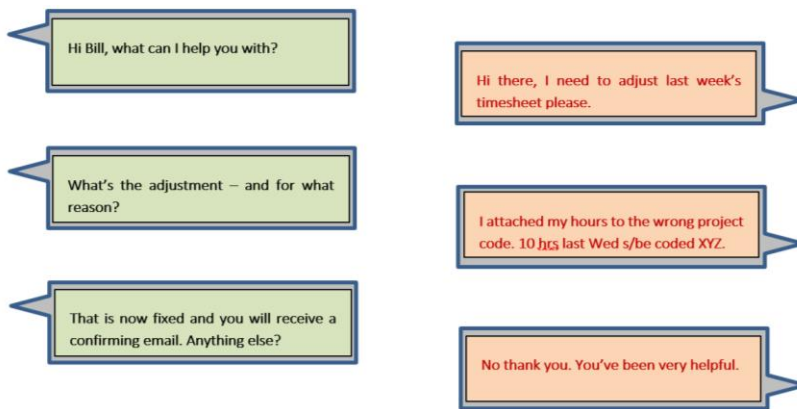 Hi Bill, what can I help you with?
Hi there, I need to adjust last week's
timesheet please.
What's the adjustment – and for what
reason?
I attached my hours to the wrong project
code. 10 hrs last Wed s/be coded XYZ.
That is now fixed and you will receive a
confirming email. Anything else?
No thank you. You've been very helpful.